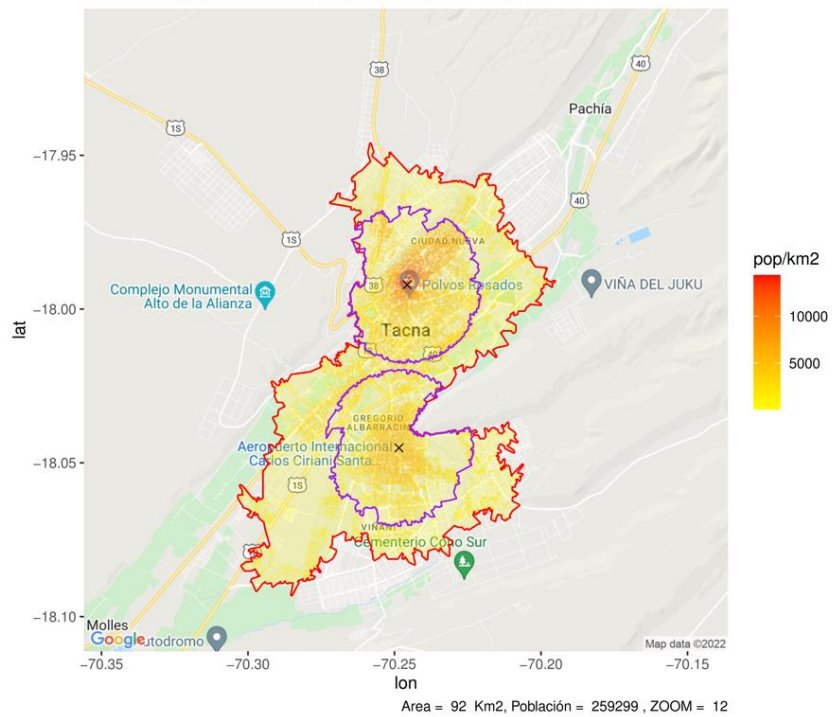 38
40
Pachía
1S
−17.95
40
1S
CIUDAD NUEVA
pop/km2
Complejo Monumental
Alto de la Alianza
38
Polvos Rosados
VIÑA DEL JUKU
−18.00
10000
Tacna
lat
5000
1S
40
GREGORIO
ALBARRACIN
Aeropuerto Internacional
Carlos Ciriani Santa...
−18.05
1S
VIÑANI
Cementerio Cono Sur
−18.10
Molles
Google
utodromo
Map data ©2022
−70.35
−70.30
−70.25
−70.20
−70.15
lon
Area = 92 Km2, Población = 259299 , ZOOM = 12